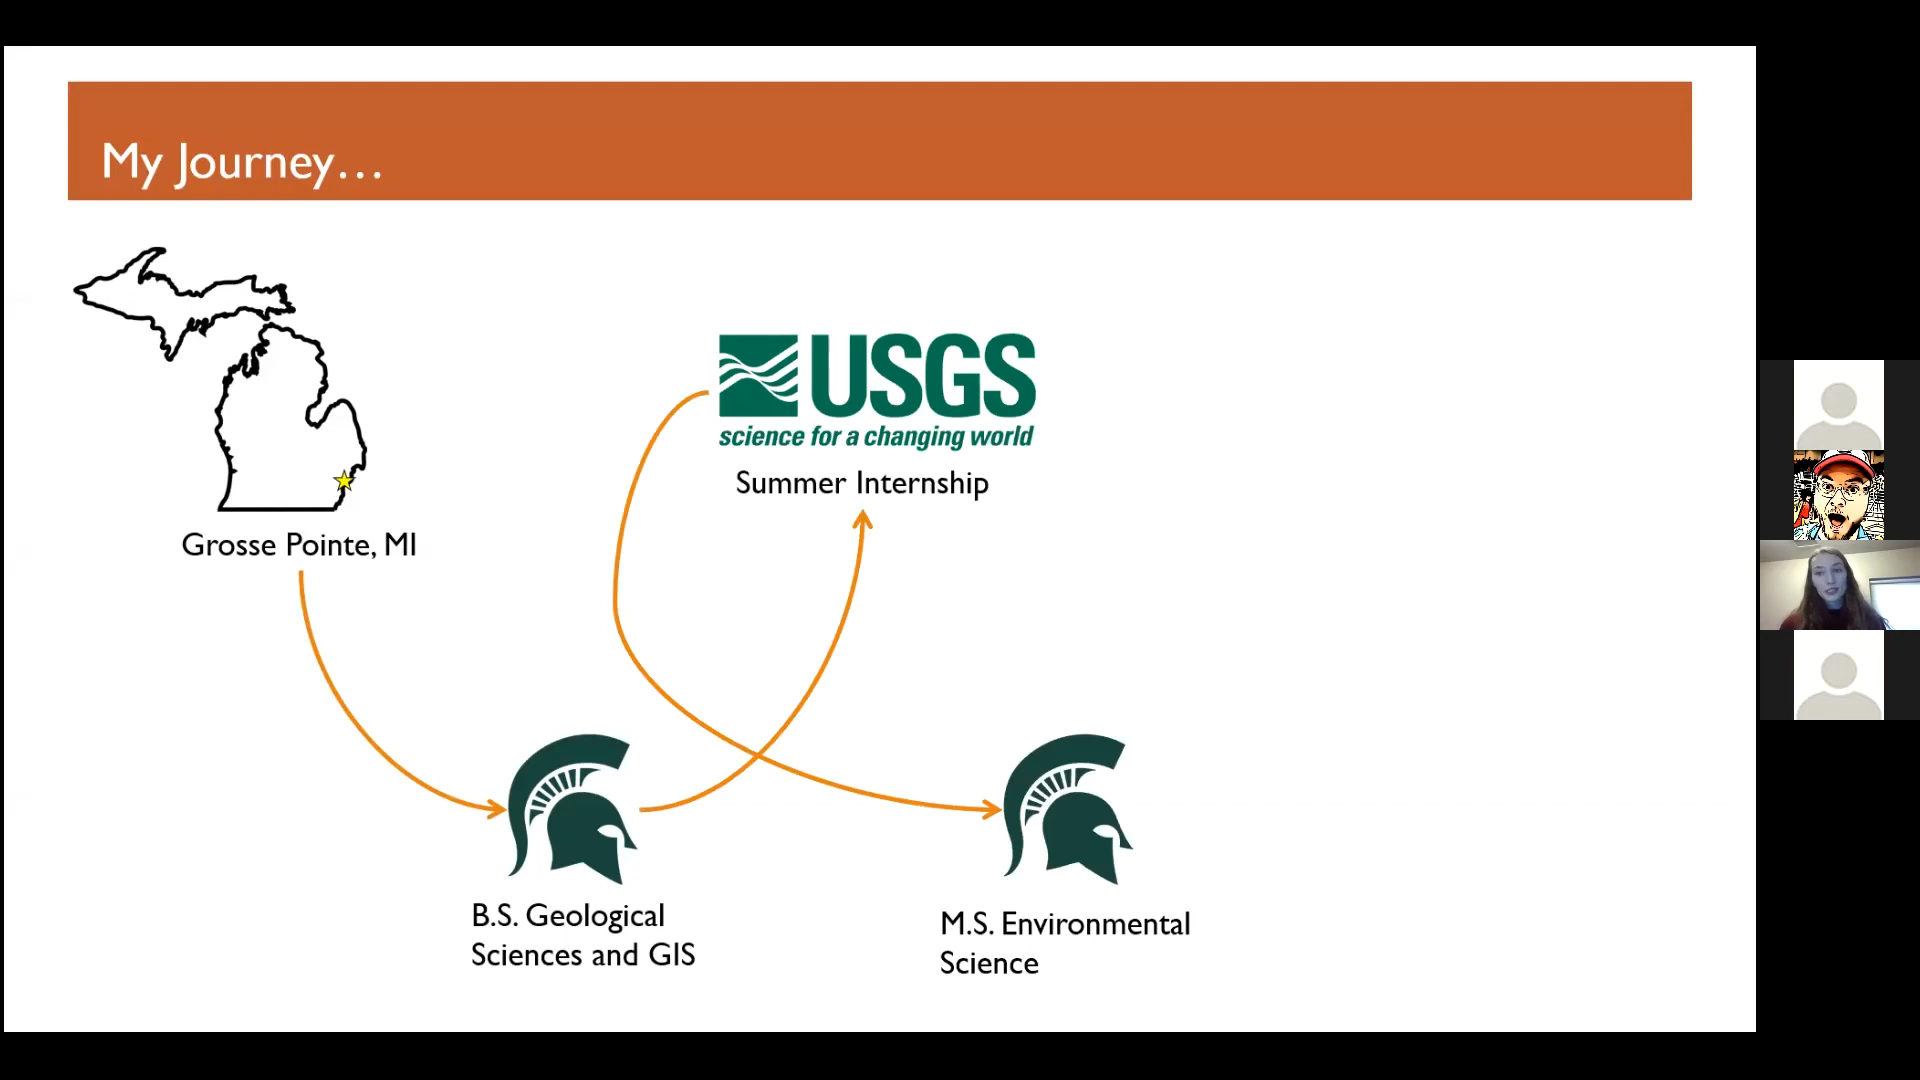 My Journey...
USGS
science for a changing world
Summer Internship
Grosse Pointe, MI
B.S. Geological
Sciences and GIS
M.S. Environmental
Science